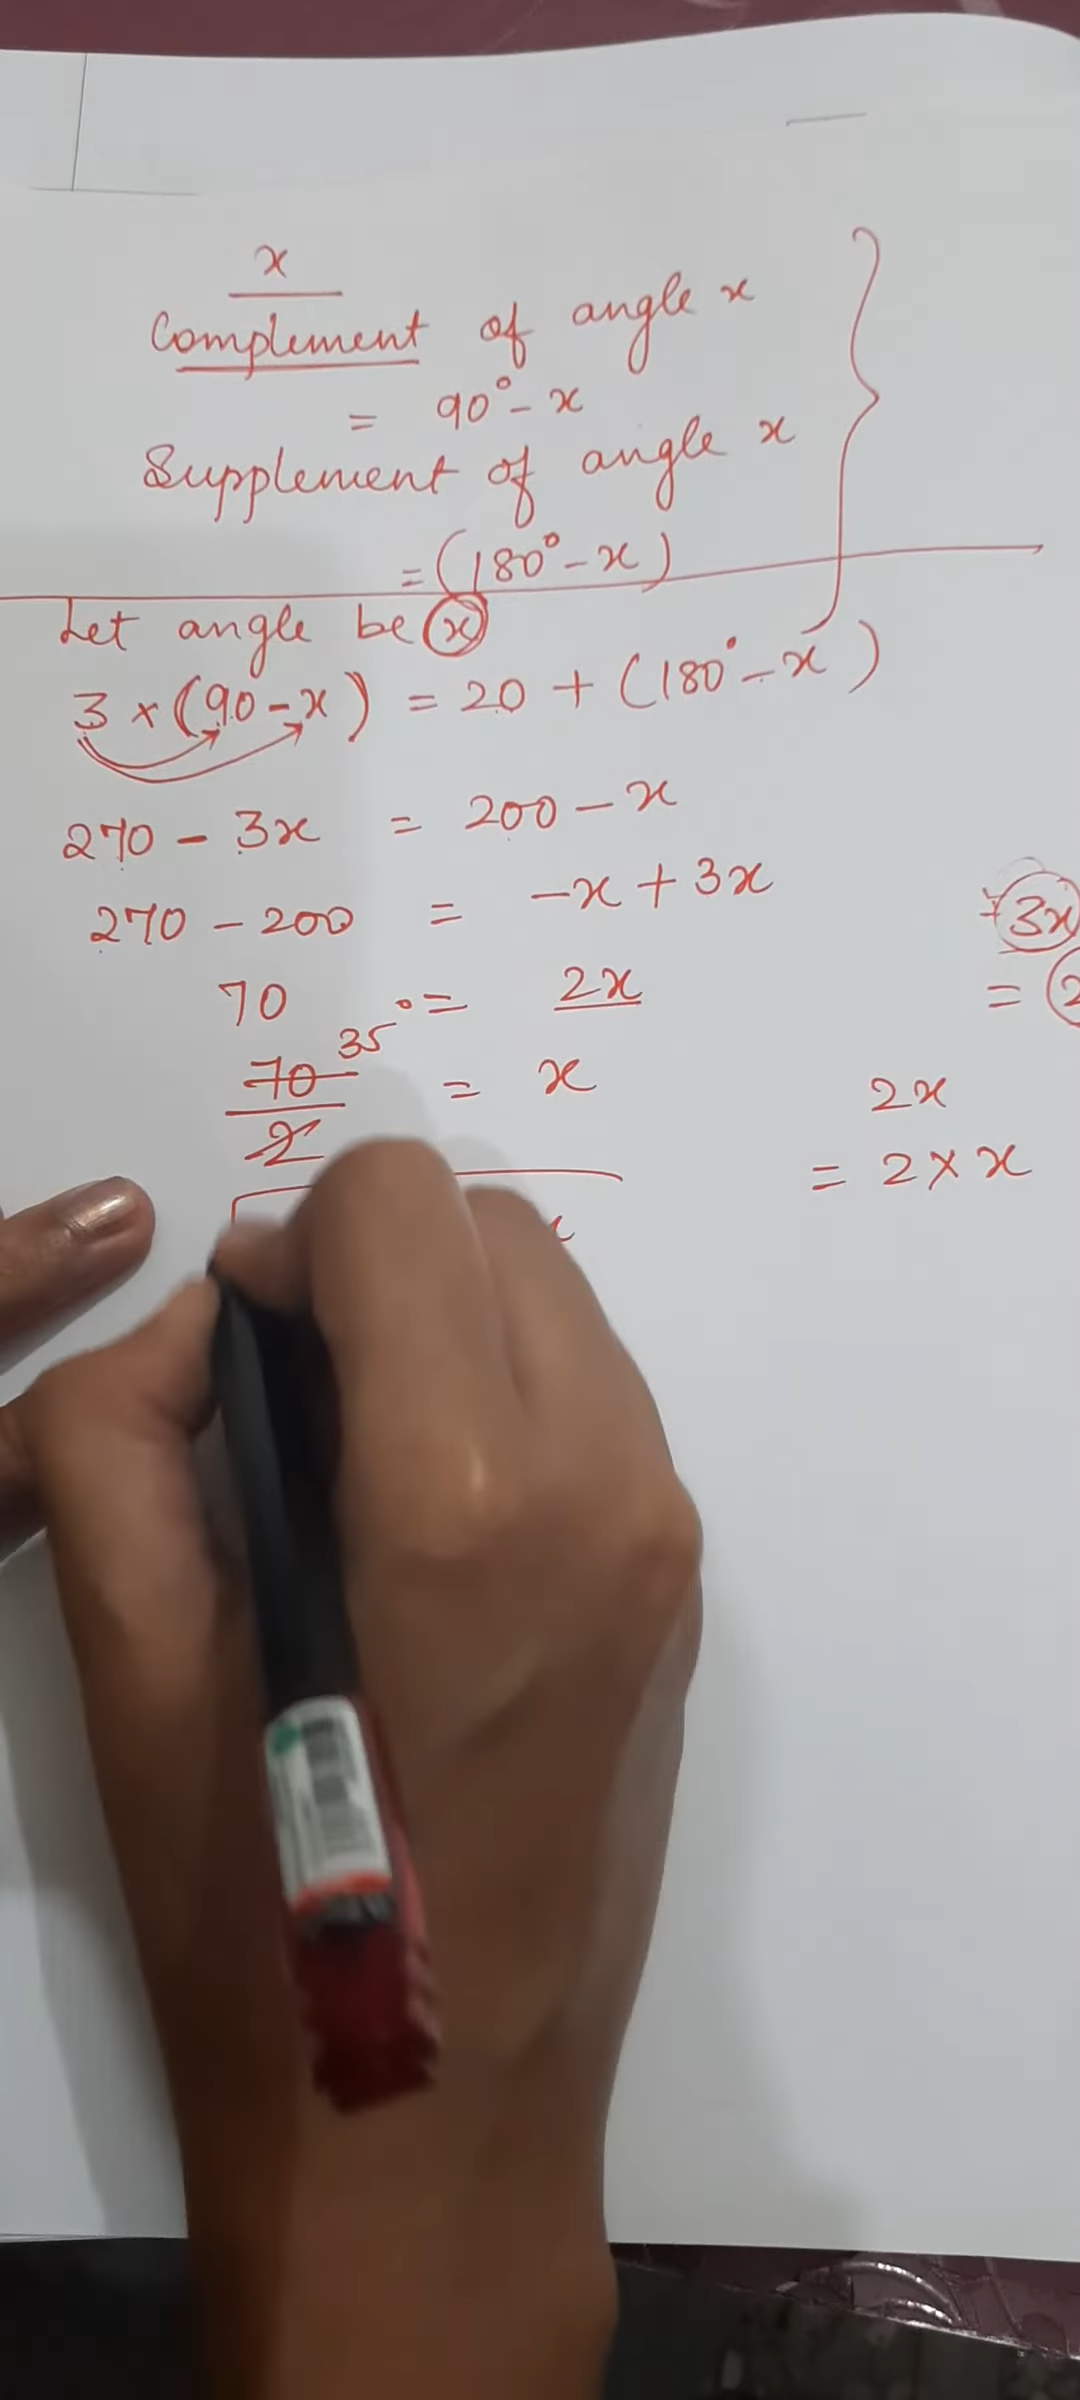 x
Complement of angle x
= 90° - x
Supplement of angle x
= (180° - x)
Let angle be x
3 × (90 - x) = 20 + (180° - x)
270 - 3x = 200 - x
270 - 200 = -x + 3x
70 = 2x
35°
70/2 = x
3x
=
2x
= 2 × x